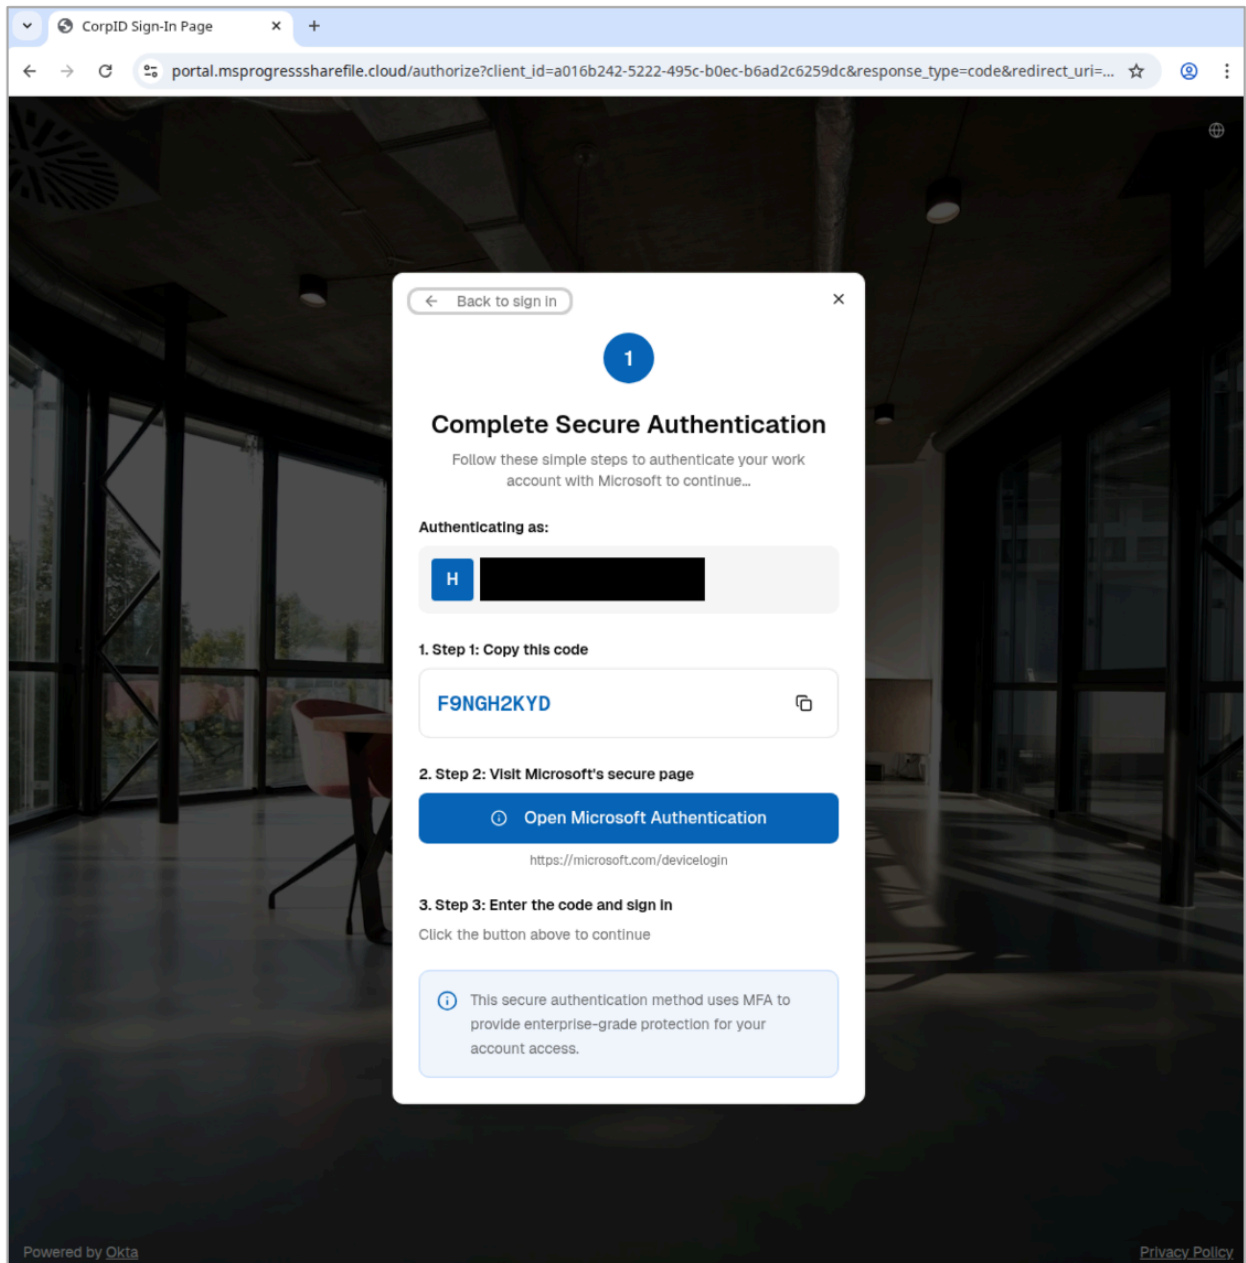 CorpID Sign-In Page
portal.msprogresssharefile.cloud/authorize?client_id=a016b242-5222-495c-b0ec-b6ad2c6259dc&response_type=code&redirect_uri=...
Back to sign in
1
Complete Secure Authentication
Follow these simple steps to authenticate your work
account with Microsoft to continue...
Authenticating as:
H
1. Step 1: Copy this code
F9NGH2KYD
2. Step 2: Visit Microsoft's secure page
Open Microsoft Authentication
https://microsoft.com/devicelogin
3. Step 3: Enter the code and sign in
Click the button above to continue
This secure authentication method uses MFA to
provide enterprise-grade protection for your
account access.
Powered by Okta
Privacy Policy